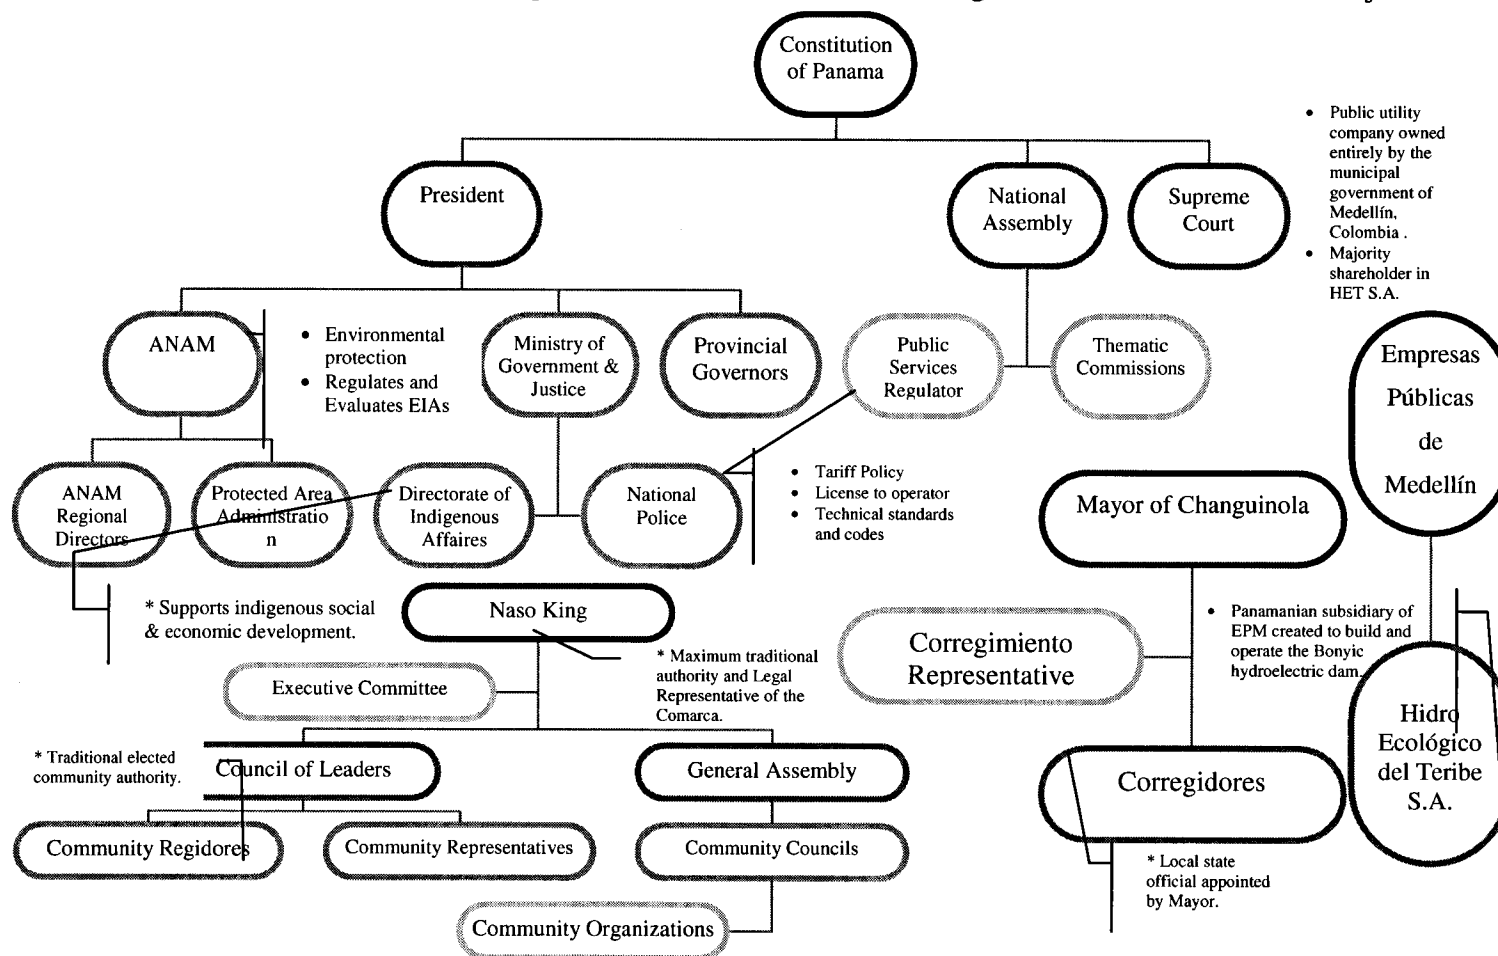 Constitution
of Panama
President
National
Assembly
Supreme
Court
• Public utility
company owned
entirely by the
municipal
government of
Medellín,
Colombia .
• Majority
shareholder in
HET S.A.
ANAM
• Environmental
protection
• Regulates and
Evaluates EIAs
Ministry of
Government &
Justice
Provincial
Governors
Public
Services
Regulator
Thematic
Commissions
Empresas
Públicas
de
Medellín
ANAM
Regional
Directors
Protected Area
Administratio
n
Directorate of
Indigenous
Affaires
National
Police
• Tariff Policy
• License to operator
• Technical standards
and codes
Mayor of Changuinola
* Supports indigenous social
& economic development.
Naso King
* Maximum traditional
authority and Legal
Representative of the
Comarca.
Executive Committee
Corregimiento
Representative
• Panamanian subsidiary of
EPM created to build and
operate the Bonyic
hydroelectric dam.
Hidro
Ecológico
del Teribe
S.A.
* Traditional elected
community authority.
Council of Leaders
General Assembly
Corregidores
Community Regidores
Community Representatives
Community Councils
* Local state
official appointed
by Mayor.
Community Organizations